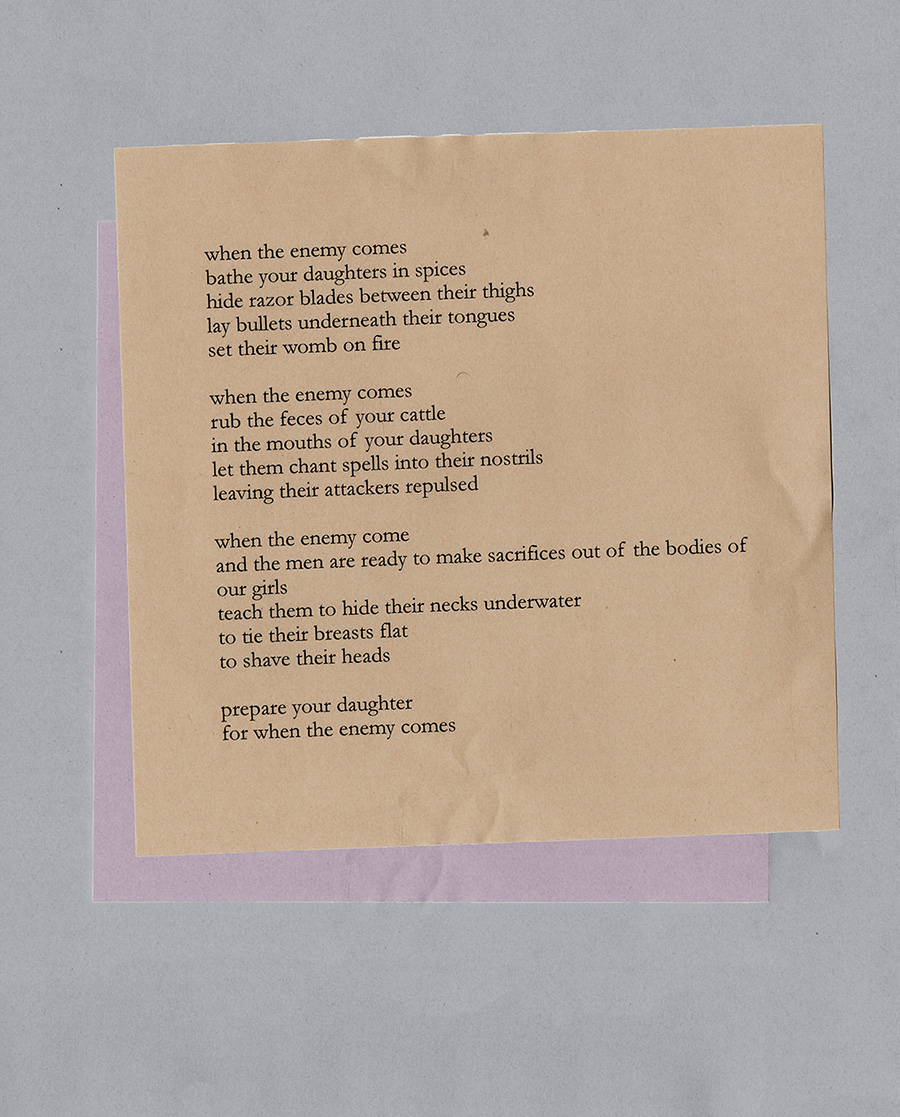 when the enemy comes
bathe your daughters in spices
hide razor blades between their thighs
lay bullets underneath their tongues
set their womb on fire
when the enemy comes
rub the feces of your cattle
in the mouths of your daughters
let them chant spells into their nostrils
leaving their attackers repulsed
when the enemy come
and the men are ready to make sacrifices out of the bodies of
our girls
teach them to hide their necks underwater
to tie their breasts flat
to shave their heads
prepare your daughter
for when the enemy comes